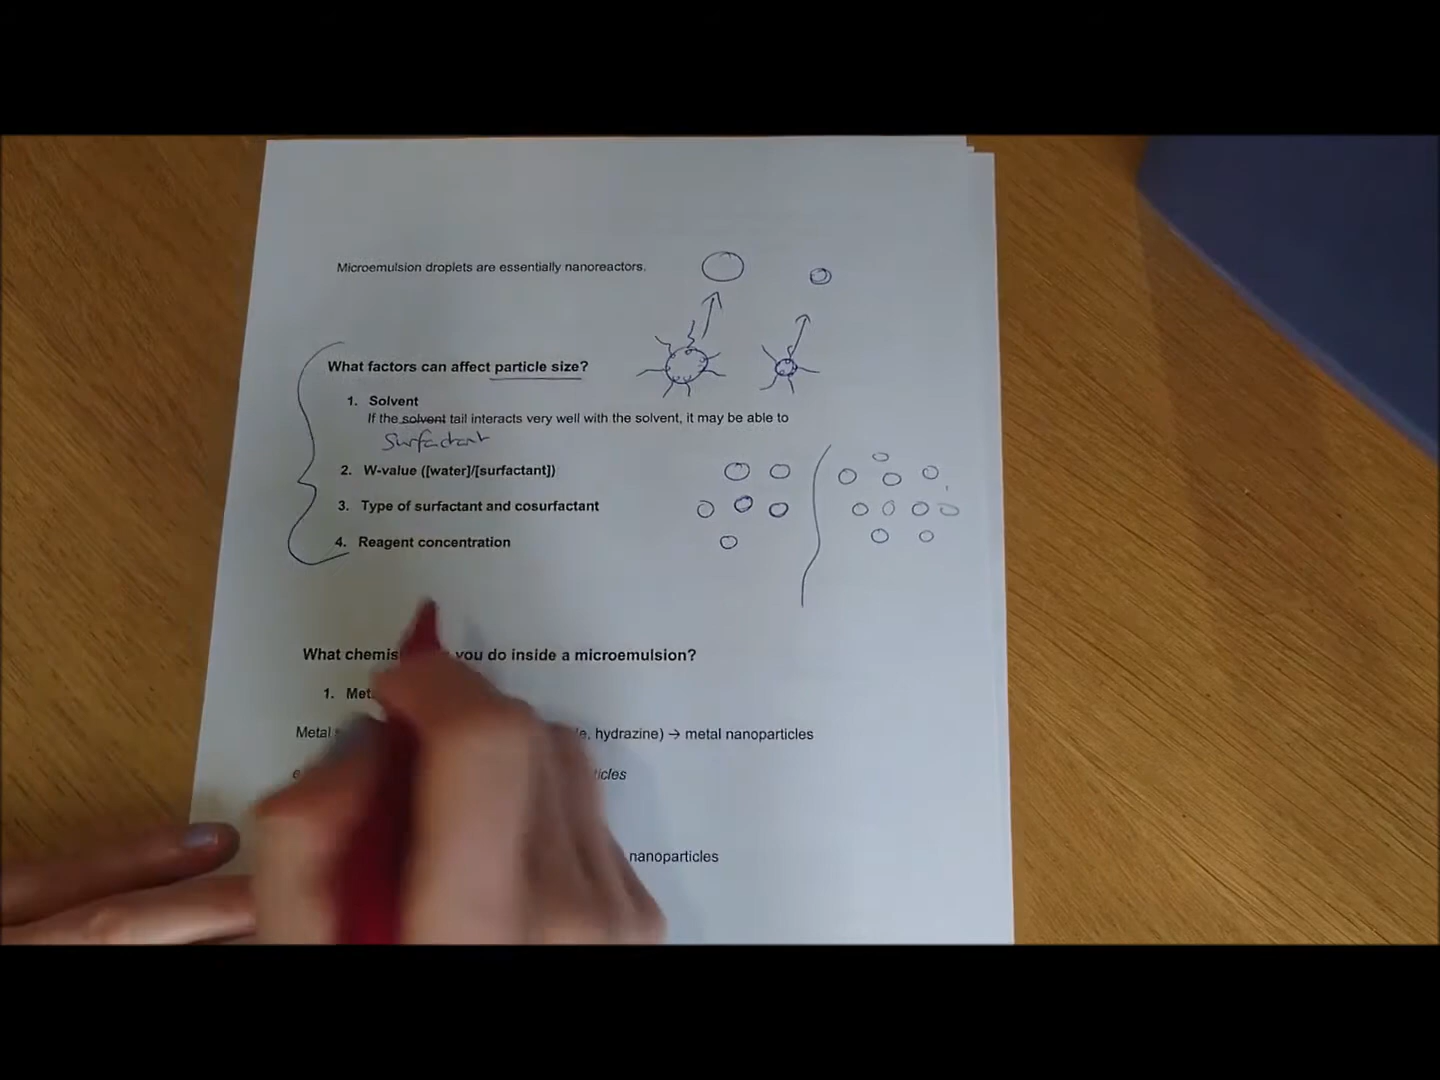 Microemulsion droplets are essentially nanoreactors.
What factors can affect particle size?
1. Solvent
If the solvent tail interacts very well with the solvent, it may be able to
Surfactant
2. W-value ([water]/[surfactant])
3. Type of surfactant and cosurfactant
4. Reagent concentration
What you do inside a microemulsion?
1.
Metal hydrazine) → metal nanoparticles
nanoparticles